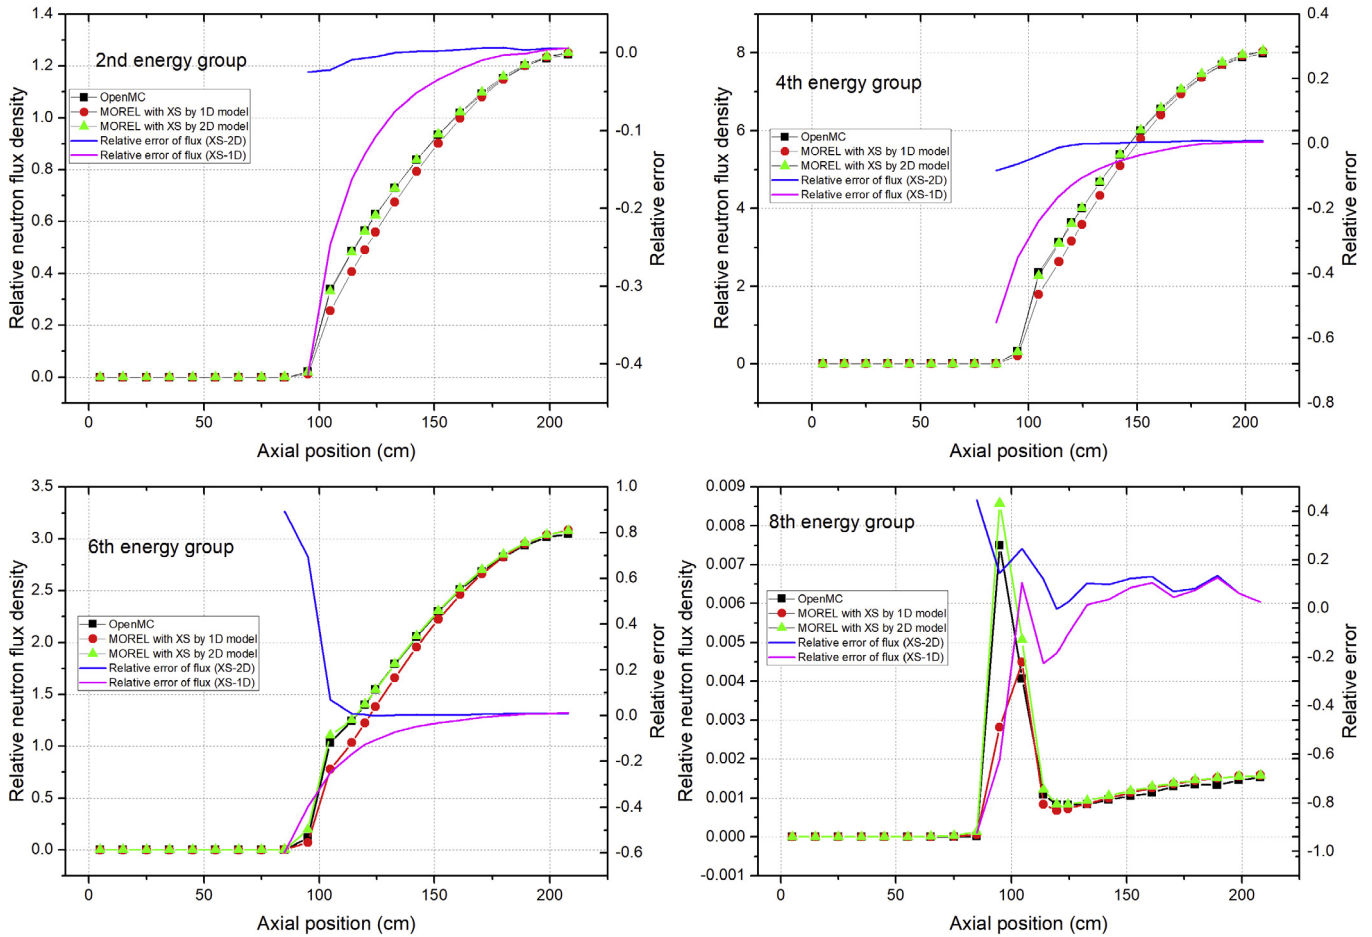 2nd energy group
OpenMC
MOREL with XS by 1D model
MOREL with XS by 2D model
Relative error of flux (XS-2D)
Relative error of flux (XS-1D)
Relative neutron flux density
1.4
1.2
1.0
0.8
0.6
0.4
0.2
0.0
0.0
-0.1
-0.2
-0.3
-0.4
Relative error
0 50 100 150 200
Axial position (cm)
4th energy group
OpenMC
MOREL with XS by 1D model
MOREL with XS by 2D model
Relative error of flux (XS-2D)
Relative error of flux (XS-1D)
Relative neutron flux density
8
6
4
2
0
0.4
0.2
0.0
-0.2
-0.4
-0.6
-0.8
Relative error
0 50 100 150 200
Axial position (cm)
6th energy group
OpenMC
MOREL with XS by 1D model
MOREL with XS by 2D model
Relative error of flux (XS-2D)
Relative error of flux (XS-1D)
Relative neutron flux density
3.5
3.0
2.5
2.0
1.5
1.0
0.5
0.0
1.0
0.8
0.6
0.4
0.2
0.0
-0.2
-0.4
-0.6
Relative error
0 50 100 150 200
Axial position (cm)
8th energy group
OpenMC
MOREL with XS by 1D model
MOREL with XS by 2D model
Relative error of flux (XS-2D)
Relative error of flux (XS-1D)
Relative neutron flux density
0.009
0.008
0.007
0.006
0.005
0.004
0.003
0.002
0.001
0.000
-0.001
0.4
0.2
0.0
-0.2
-0.4
-0.6
-0.8
-1.0
Relative error
0 50 100 150 200
Axial position (cm)